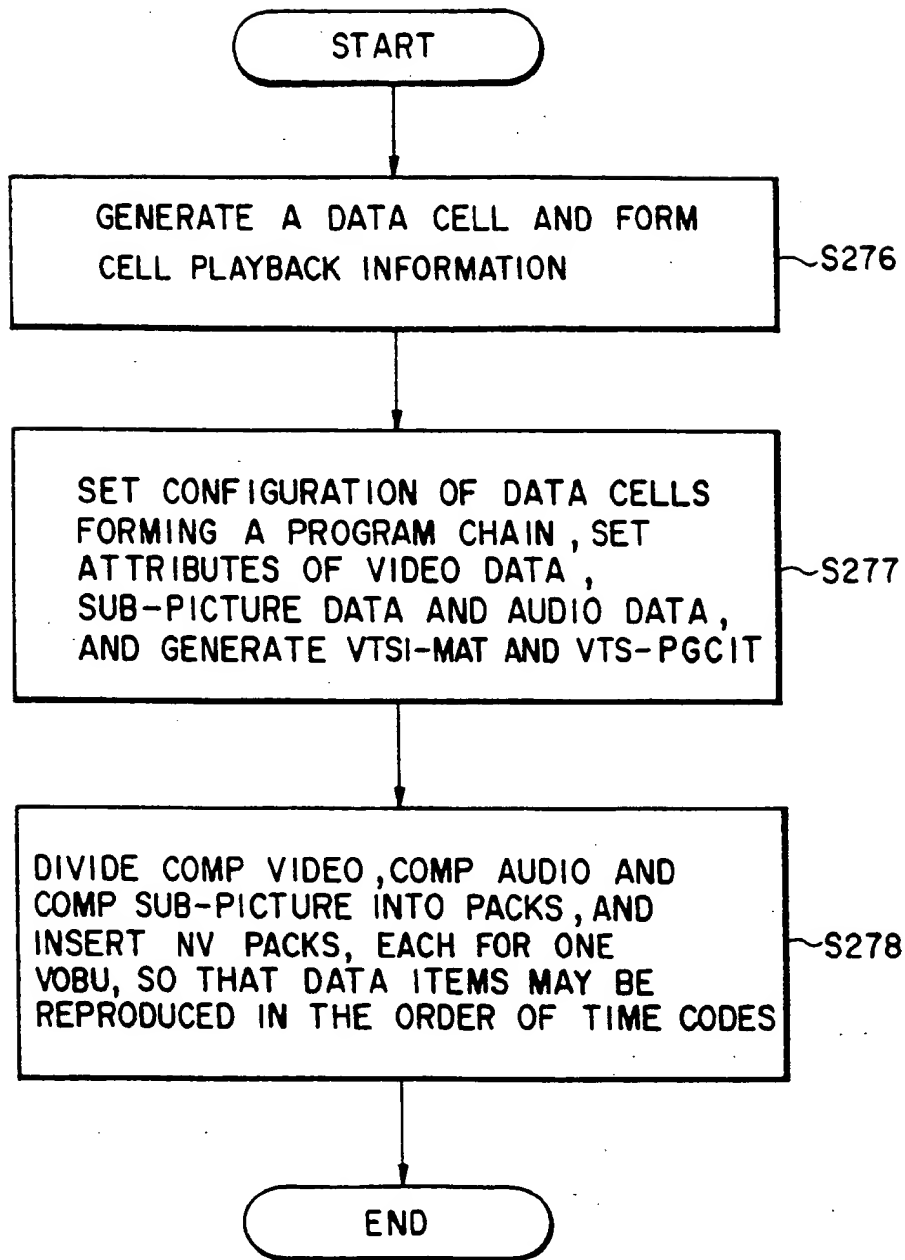 START
GENERATE A DATA CELL AND FORM
CELL PLAYBACK INFORMATION
S276
SET CONFIGURATION OF DATA CELLS
FORMING A PROGRAM CHAIN, SET
ATTRIBUTES OF VIDEO DATA,
SUB-PICTURE DATA AND AUDIO DATA,
AND GENERATE VTSI-MAT AND VTS-PGCIT
S277
DIVIDE COMP VIDEO, COMP AUDIO AND
COMP SUB-PICTURE INTO PACKS, AND
INSERT NV PACKS, EACH FOR ONE
VOBU, SO THAT DATA ITEMS MAY BE
REPRODUCED IN THE ORDER OF TIME CODES
S278
END